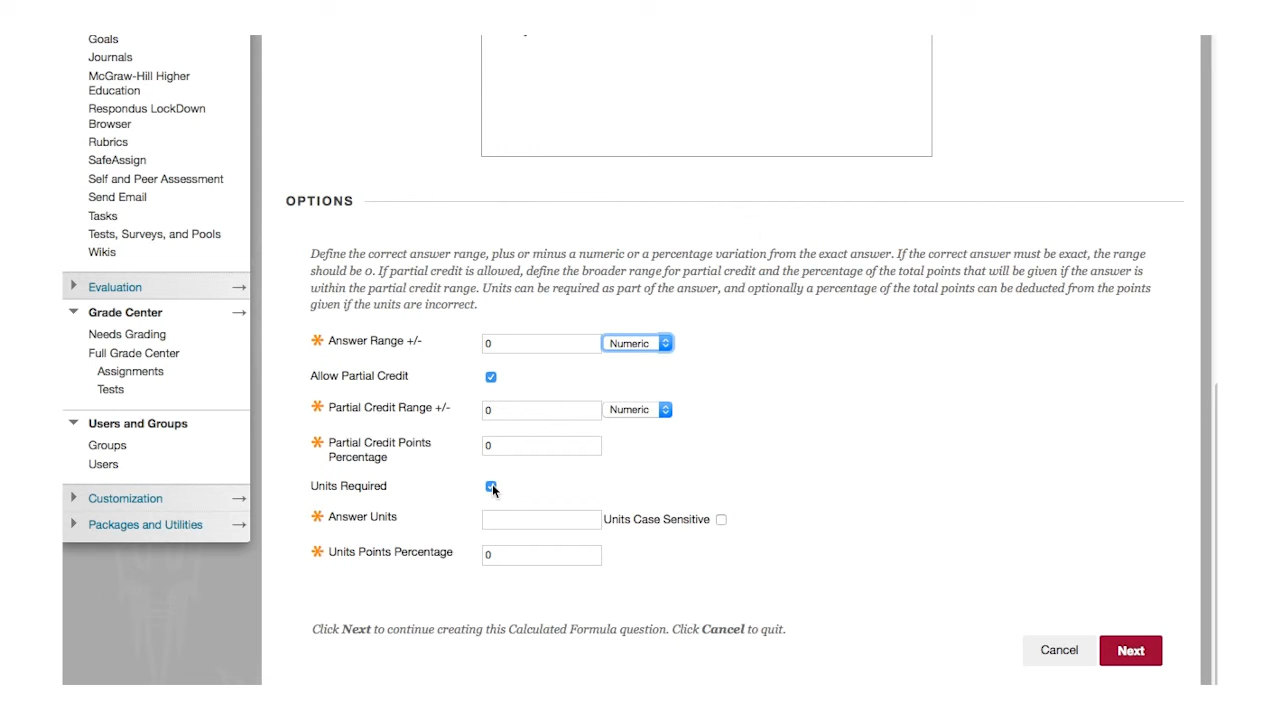 Goals
Journals
McGraw-Hill Higher
Education
Respondus LockDown
Browser
Rubrics
SafeAssign
Self and Peer Assessment
Send Email
Tasks
Tests, Surveys, and Pools
Wikis
Evaluation
Grade Center
Needs Grading
Full Grade Center
Assignments
Tests
Users and Groups
Groups
Users
Customization
Packages and Utilities
OPTIONS
Define the correct answer range, plus or minus a numeric or a percentage variation from the exact answer. If the correct answer must be exact, the range
should be 0. If partial credit is allowed, define the broader range for partial credit and the percentage of the total points that will be given if the answer is
within the partial credit range. Units can be required as part of the answer, and optionally a percentage of the total points can be deducted from the points
given if the units are incorrect.
Answer Range +/- 0 Numeric
Allow Partial Credit
Partial Credit Range +/- 0 Numeric
Partial Credit Points
Percentage 0
Units Required
Answer Units Units Case Sensitive
Units Points Percentage 0
Click Next to continue creating this Calculated Formula question. Click Cancel to quit.
Cancel Next